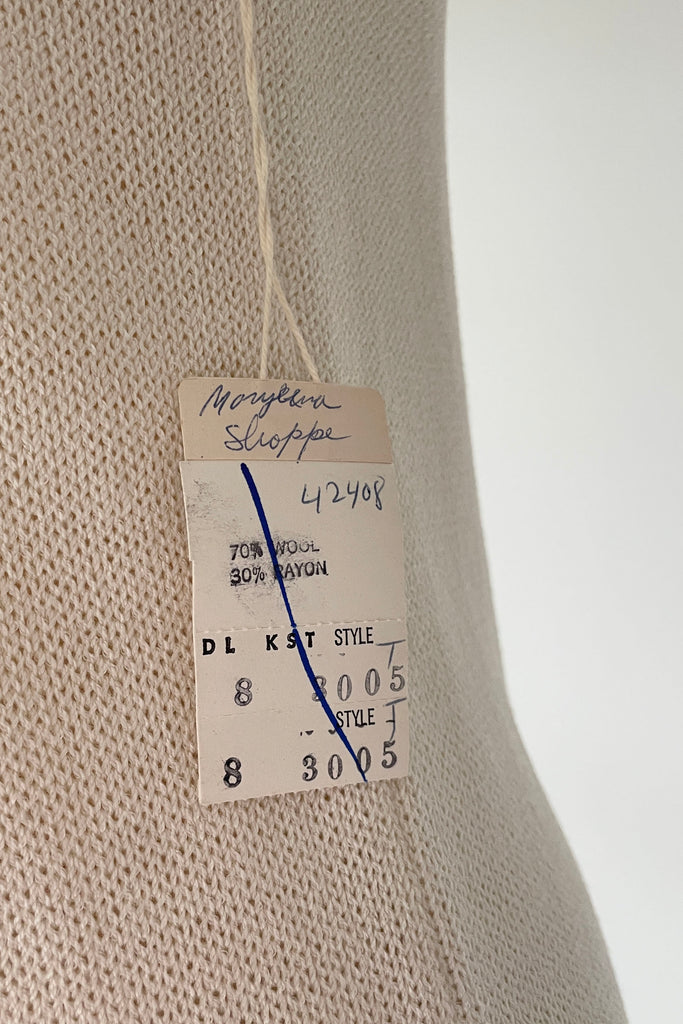 Shoppe
42408
70% WOOL
30% RAYON
DL KST STYLE
8 3005
STYLE
8 3005